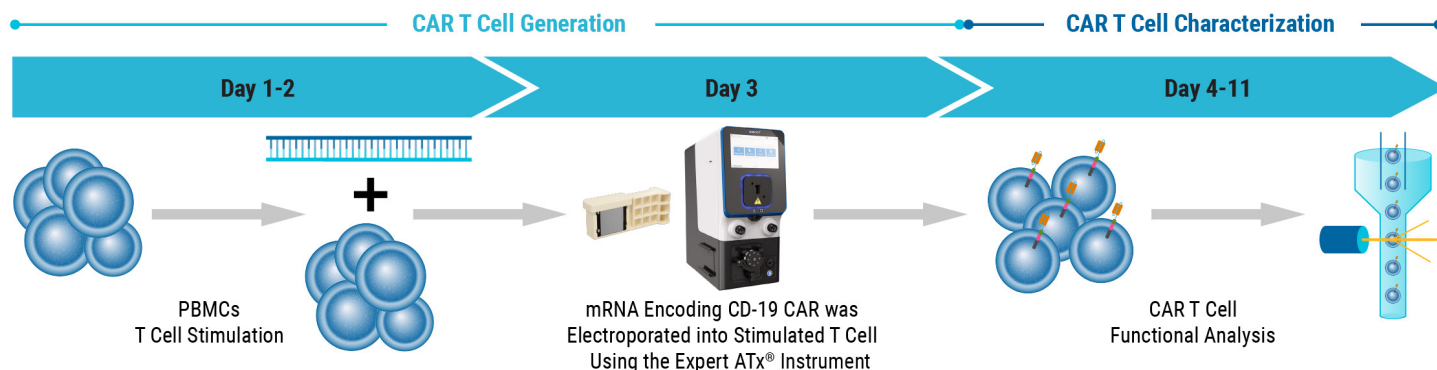 CAR T Cell Generation
CAR T Cell Characterization
Day 1-2
Day 3
Day 4-11
PBMCs
T Cell Stimulation
mRNA Encoding CD-19 CAR was
Electroporated into Stimulated T Cell
Using the Expert ATx® Instrument
CAR T Cell
Functional Analysis